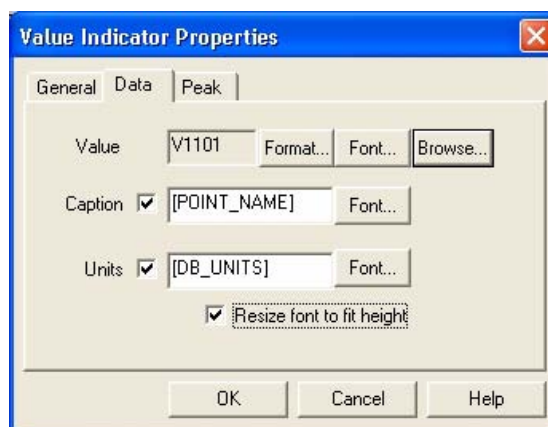 Value Indicator Properties
General Data Peak
Value V1101 Format... Font... Browse...
Caption [POINT_NAME] Font...
Units [DB_UNITS] Font...
Resize font to fit height
OK Cancel Help